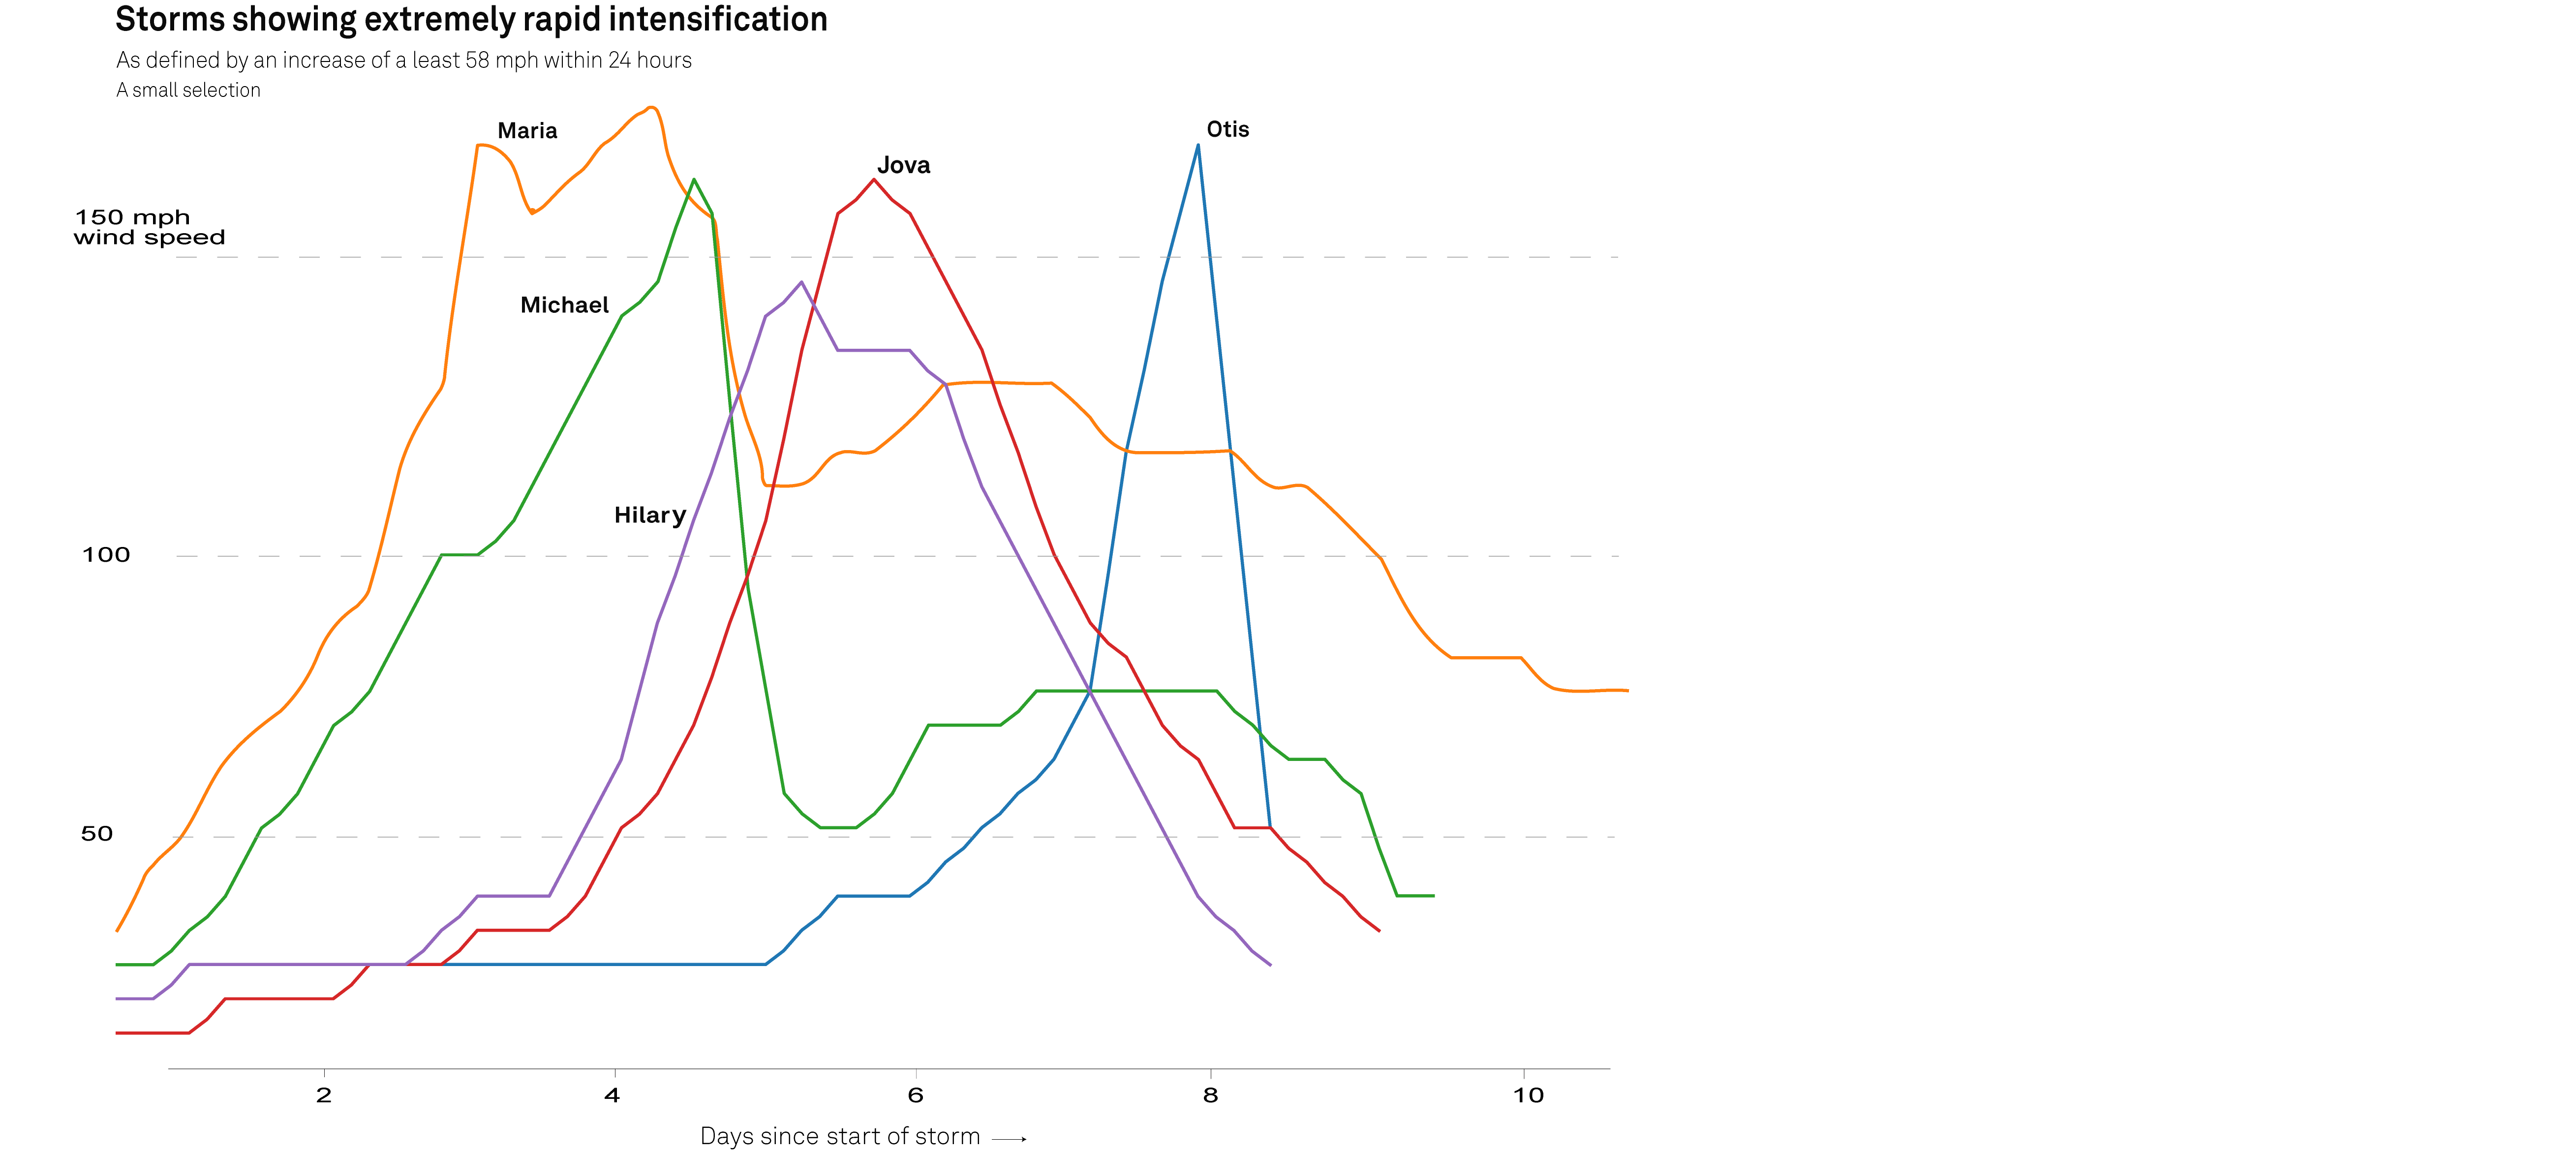 Storms showing extremely rapid intensification
As defined by an increase of a least 58 mph within 24 hours
A small selection
Maria
Otis
Jova
150 mph
wind speed
Michael
Hilary
100
50
2
4
6
8
10
Days since start of storm →